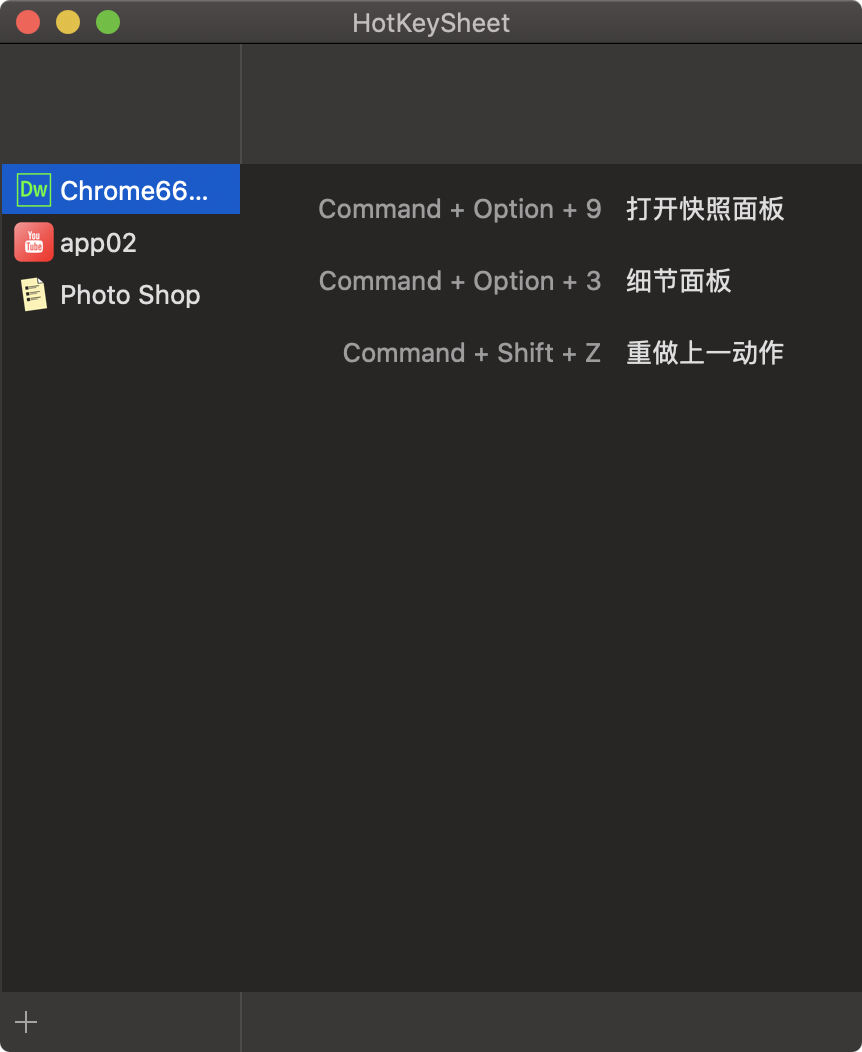 HotKeySheet
Dw Chrome66...
You Tube app02
Photo Shop
Command + Option + 9 打开快照面板
Command + Option + 3 细节面板
Command + Shift + Z 重做上一动作